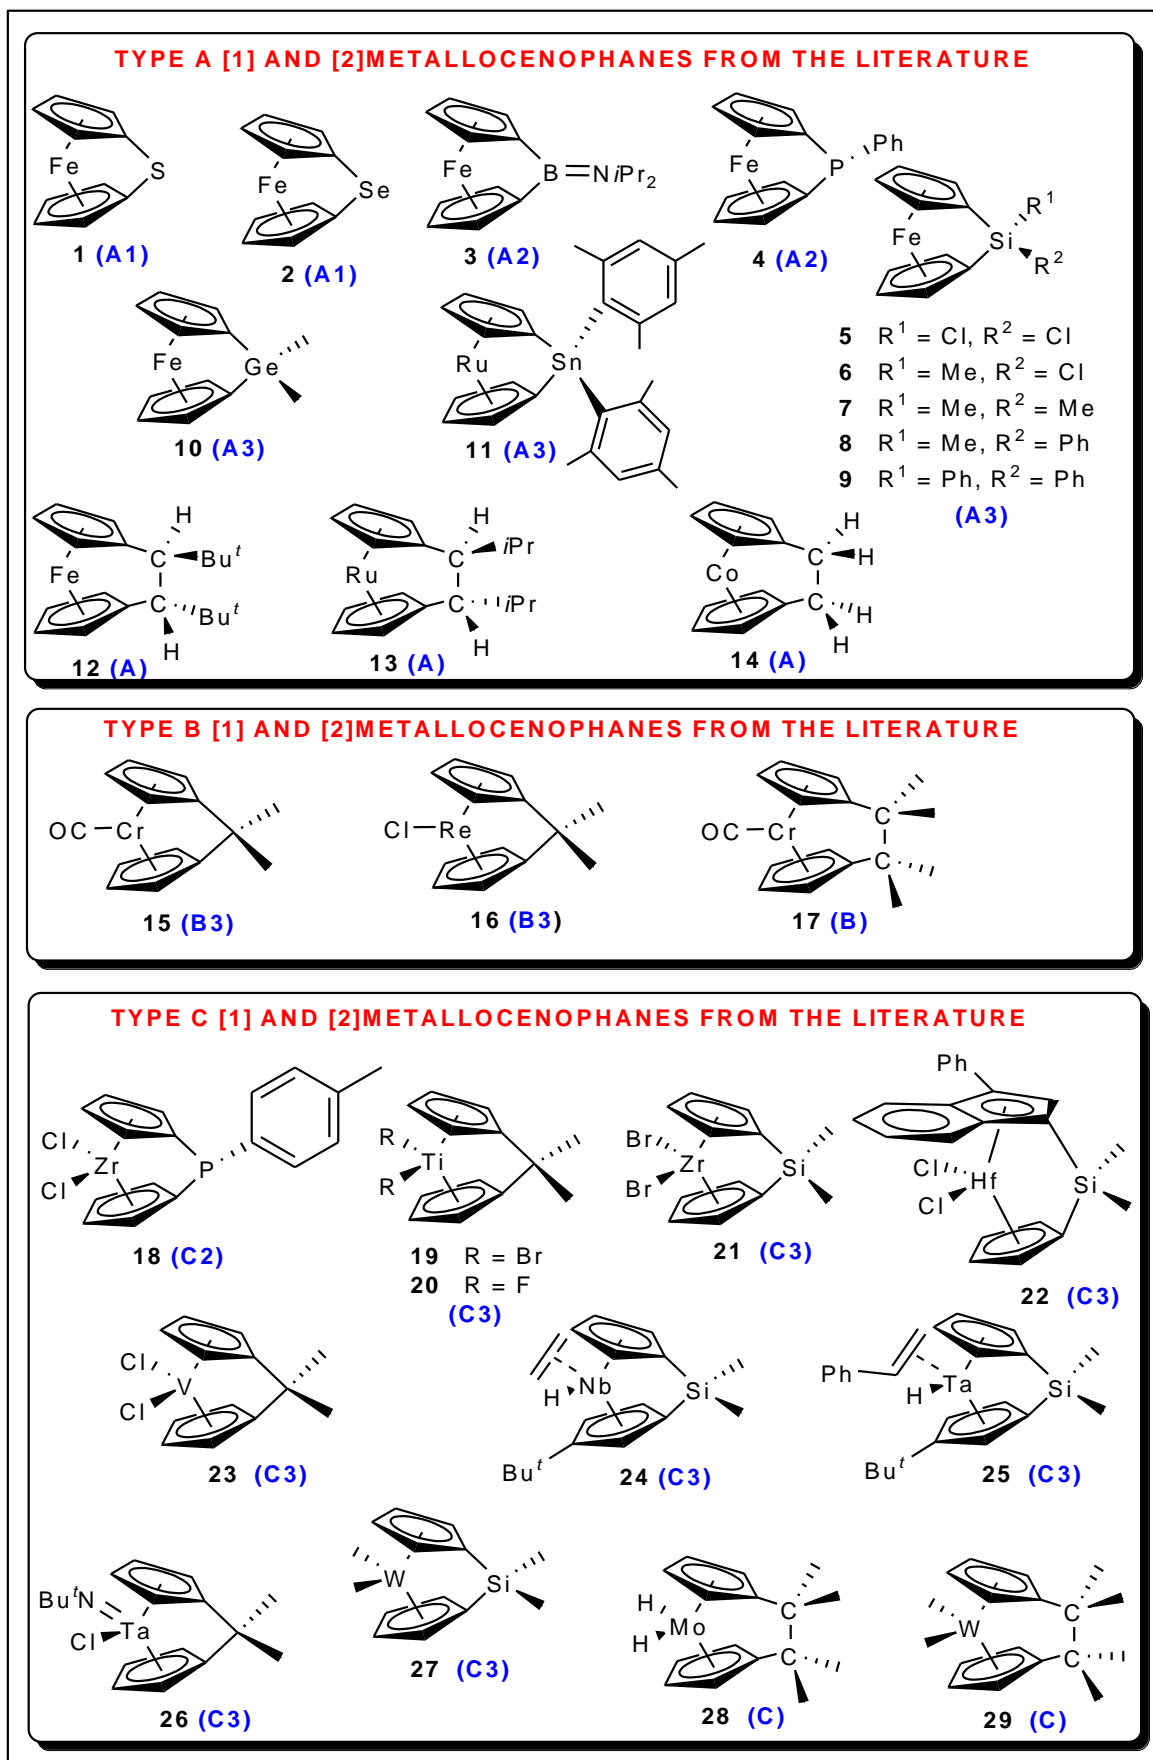 TYPE A [1] AND [2]METALLOCENOPHANES FROM THE LITERATURE
Fe S
1 (A1)
Fe Se
2 (A1)
Fe B=NiPr2
3 (A2)
Fe P Ph
4 (A2)
Fe Si R1 R2
5 R1 = Cl, R2 = Cl
6 R1 = Me, R2 = Cl
7 R1 = Me, R2 = Me
8 R1 = Me, R2 = Ph
9 R1 = Ph, R2 = Ph
(A3)
Fe Ge
10 (A3)
Ru Sn
11 (A3)
Fe C H But
C But H
12 (A)
Ru C H iPr
C iPr H
13 (A)
Co C H H
C H H
14 (A)
TYPE B [1] AND [2]METALLOCENOPHANES FROM THE LITERATURE
OC Cr
15 (B3)
Cl Re
16 (B3)
OC Cr C C
17 (B)
TYPE C [1] AND [2]METALLOCENOPHANES FROM THE LITERATURE
Cl Cl Zr P
18 (C2)
R R Ti
19 R = Br
20 R = F
(C3)
Br Br Zr Si
21 (C3)
Ph
Cl Cl Hf Si
22 (C3)
Cl Cl V
23 (C3)
H Nb Si
But
24 (C3)
Ph H Ta Si
But
25 (C3)
ButN Cl Ta
26 (C3)
W Si
27 (C3)
H H Mo C C
28 (C)
W C C
29 (C)